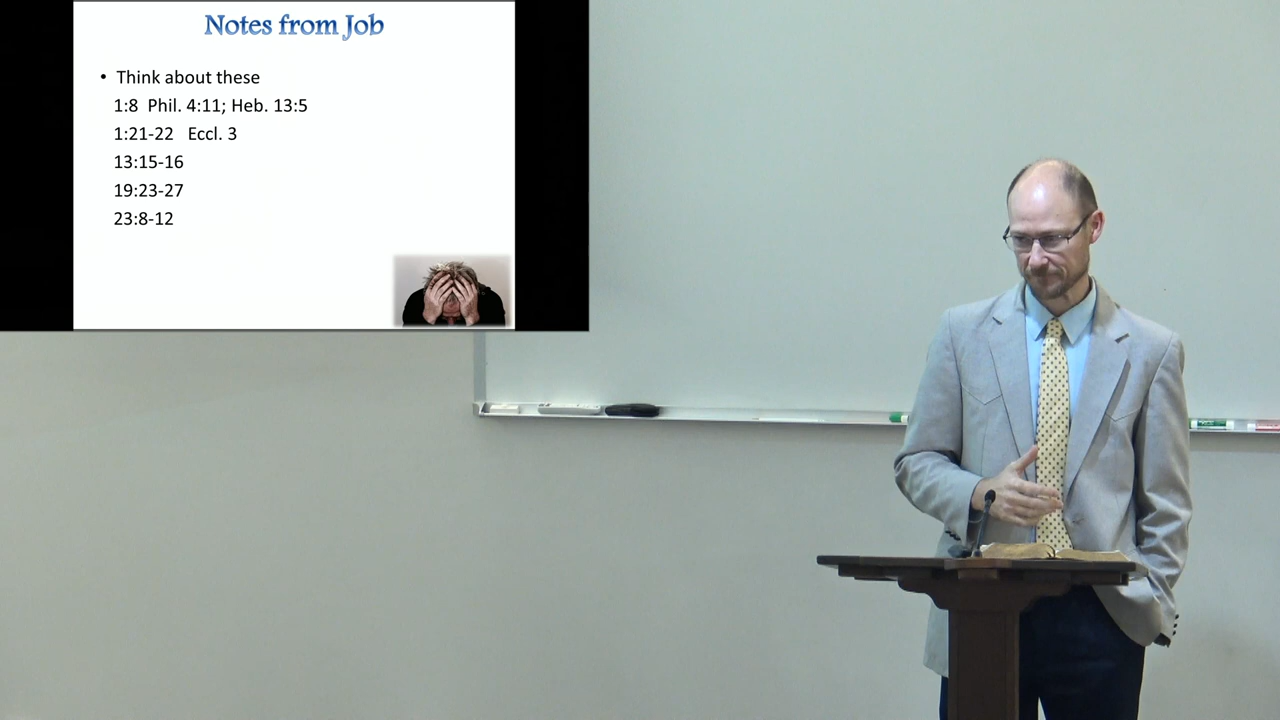 Notes from Job
• Think about these
1:8 Phil. 4:11; Heb. 13:5
1:21-22 Eccl. 3
13:15-16
19:23-27
23:8-12